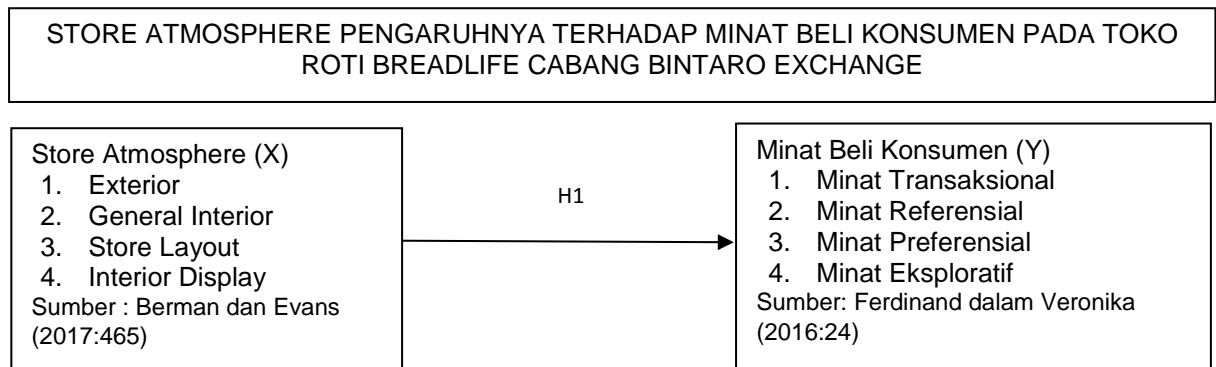 STORE ATMOSPHERE PENGARUHNYA TERHADAP MINAT BELI KONSUMEN PADA TOKO
ROTI BREADLIFE CABANG BINTARO EXCHANGE
Store Atmosphere (X)
1. Exterior
2. General Interior
3. Store Layout
4. Interior Display
Sumber : Berman dan Evans
(2017:465)
H1
Minat Beli Konsumen (Y)
1. Minat Transaksional
2. Minat Referensial
3. Minat Preferensial
4. Minat Eksploratif
Sumber: Ferdinand dalam Veronika
(2016:24)